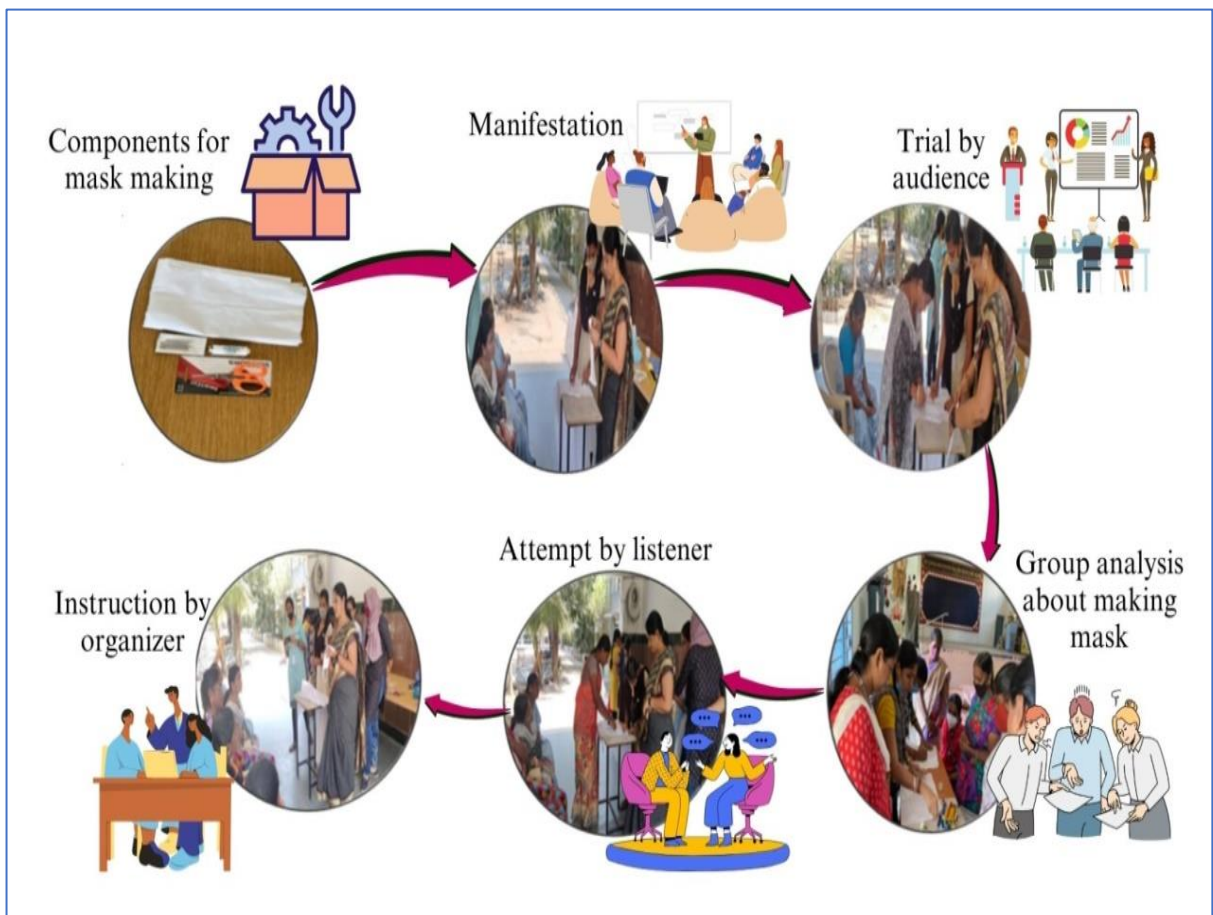 Components for
mask making
Manifestation
Trial by
audience
Group analysis
about making
mask
Attempt by listener
Instruction by
organizer